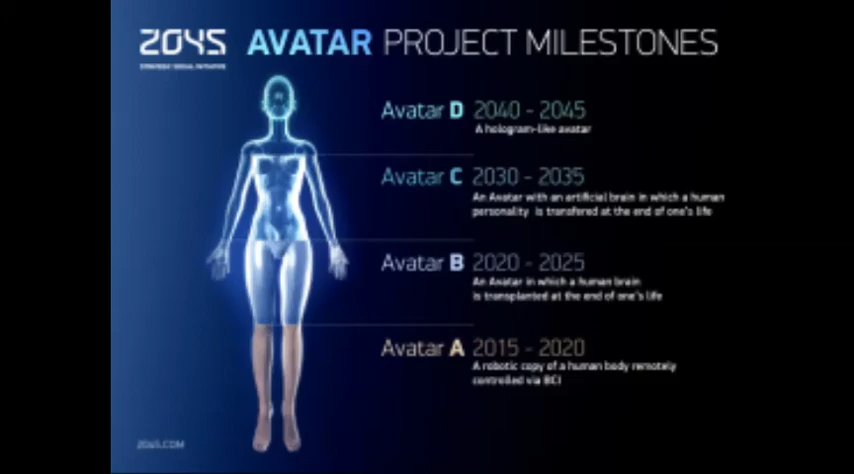 2045 AVATAR PROJECT MILESTONES
STRATEGIC SOCIAL INITIATIVE
Avatar D 2040 - 2045
A hologram-like avatar
Avatar C 2030 - 2035
An Avatar with an artificial brain in which a human
personality is transfered at the end of one's life
Avatar B 2020 - 2025
An Avatar in which a human brain
is transplanted at the end of one's life
Avatar A 2015 - 2020
A robotic copy of a human body remotely
controlled via BCI
2045.COM